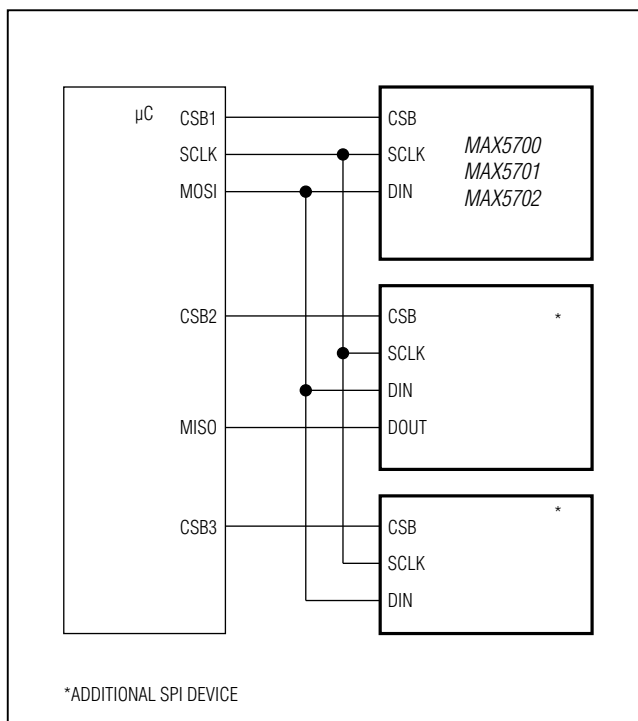 µC
CSB1
SCLK
MOSI
CSB2
MISO
CSB3
CSB
SCLK
DIN
MAX5700
MAX5701
MAX5702
CSB
*
SCLK
DIN
DOUT
CSB
*
SCLK
DIN
*ADDITIONAL SPI DEVICE